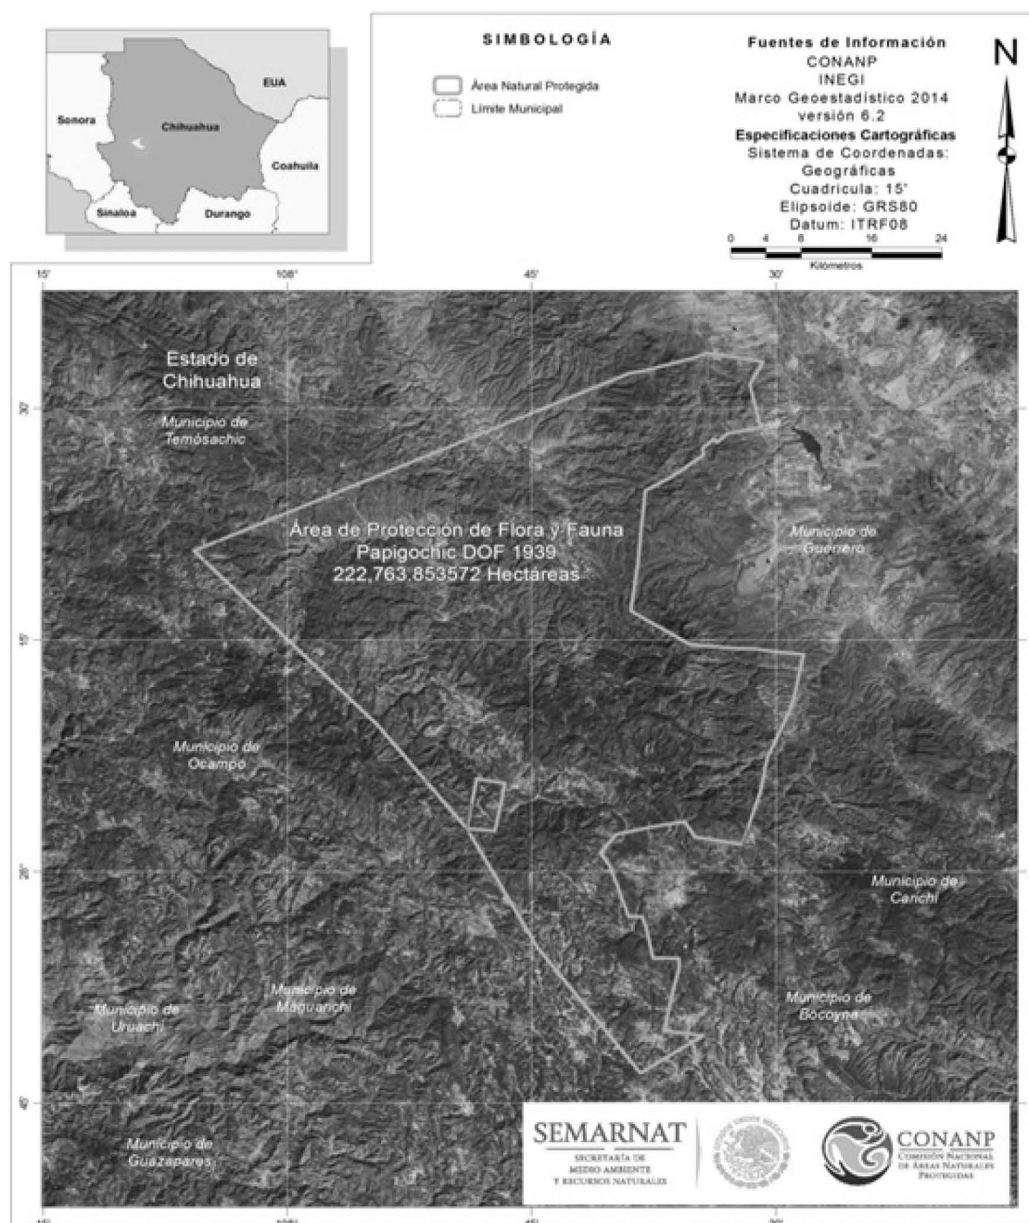 EUA
Sonora
Chihuahua
Coahuila
Sinaloa
Durango
SIMBOLOGÍA
Área Natural Protegida
Límite Municipal
Fuentes de Información
CONANP
INEGI
Marco Geoestadístico 2014
versión 6.2
Especificaciones Cartográficas
Sistema de Coordenadas:
Geográficas
Cuadricula: 15'
Elipsoide: GRS80
Datum: ITRF08
N
0 4 8 16 24
Kilómetros
15' 108° 45' 30'
Estado de
Chihuahua
30'
Municipio de
Temósachic
Área de Protección de Flora y Fauna
Papigochic DOF 1939
222,763.853572 Hectáreas
Municipio de
Guerrero
15'
15'
Municipio de
Ocampo
28°
Municipio de
Carichí
Municipio de
Maguarichi
Municipio de
Uruachi
Municipio de
Bocoyna
45'
45'
Municipio de
Guazapares
SEMARNAT
SECRETARÍA DE
MEDIO AMBIENTE
Y RECURSOS NATURALES
CONANP
COMISIÓN NACIONAL
DE ÁREAS NATURALES
PROTEGIDAS